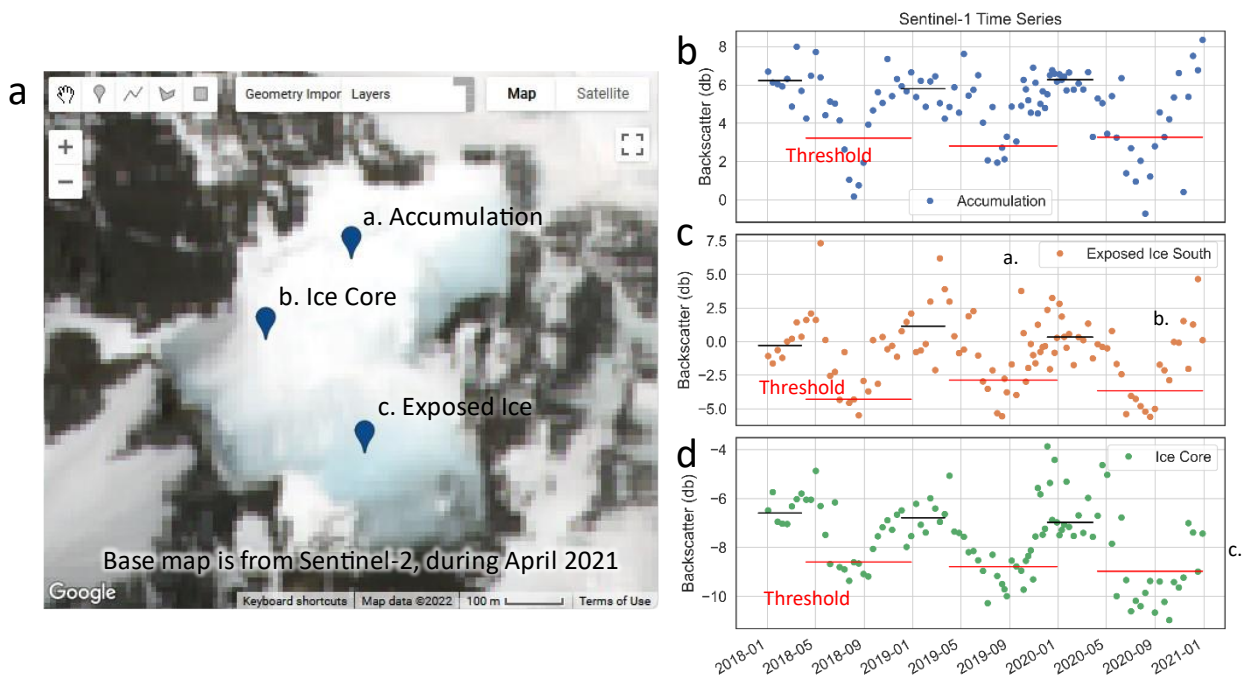 a
Geometry Impor
Layers
Map
Satellite
+
−
a. Accumulation
b. Ice Core
c. Exposed Ice
Base map is from Sentinel-2, during April 2021
Google
Keyboard shortcuts
Map data ©2022
100 m
Terms of Use
Sentinel-1 Time Series
b
Backscatter (db)
8
6
4
2
0
Threshold
Accumulation
c
Backscatter (db)
7.5
5.0
2.5
0.0
−2.5
−5.0
a.
Exposed Ice South
b.
Threshold
d
Backscatter (db)
−4
−6
−8
−10
Ice Core
c.
Threshold
2018-01
2018-05
2018-09
2019-01
2019-05
2019-09
2020-01
2020-05
2020-09
2021-01